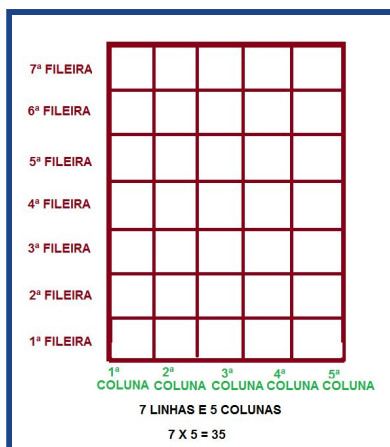 7ª FILEIRA
6ª FILEIRA
5ª FILEIRA
4ª FILEIRA
3ª FILEIRA
2ª FILEIRA
1ª FILEIRA
1ª 2ª 3ª 4ª 5ª
COLUNA COLUNA COLUNA COLUNA COLUNA
7 LINHAS E 5 COLUNAS
7 X 5 = 35